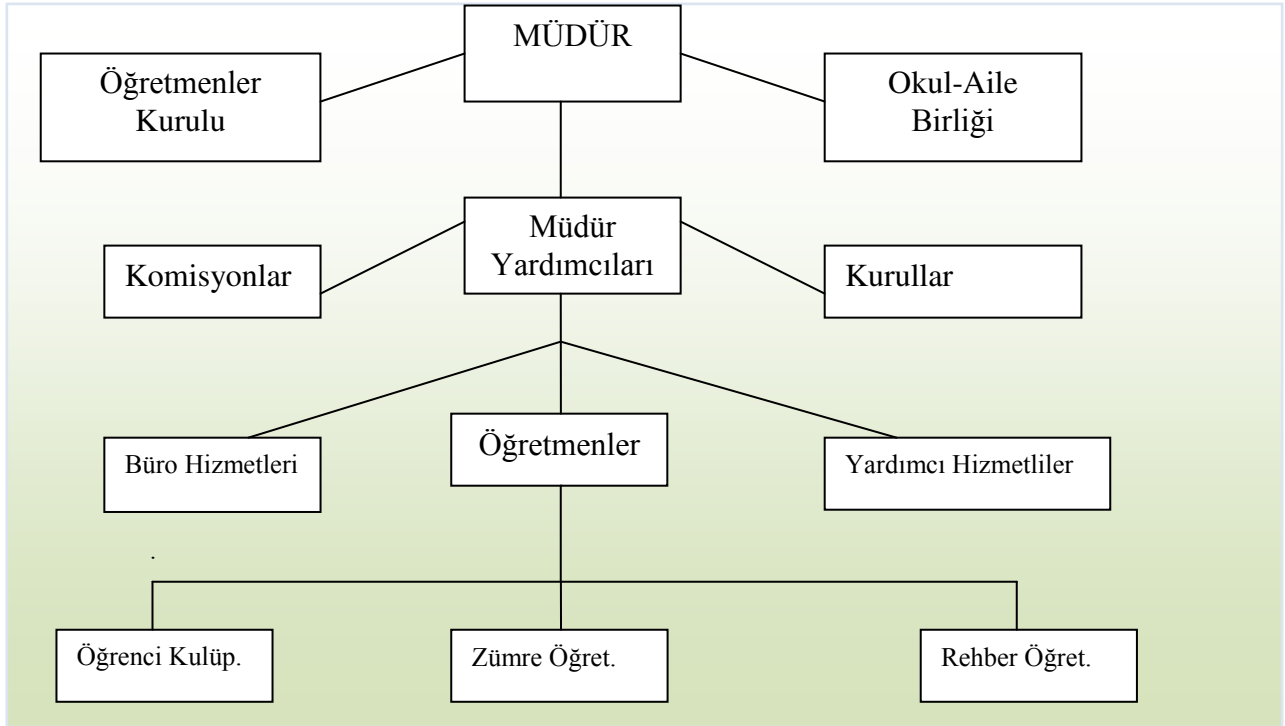 MÜDÜR
Öğretmenler
Kurulu
Okul-Aile
Birliği
Müdür
Yardımcıları
Komisyonlar
Kurullar
Büro Hizmetleri
Öğretmenler
Yardımcı Hizmetliler
.
Öğrenci Kulüp.
Zümre Öğret.
Rehber Öğret.